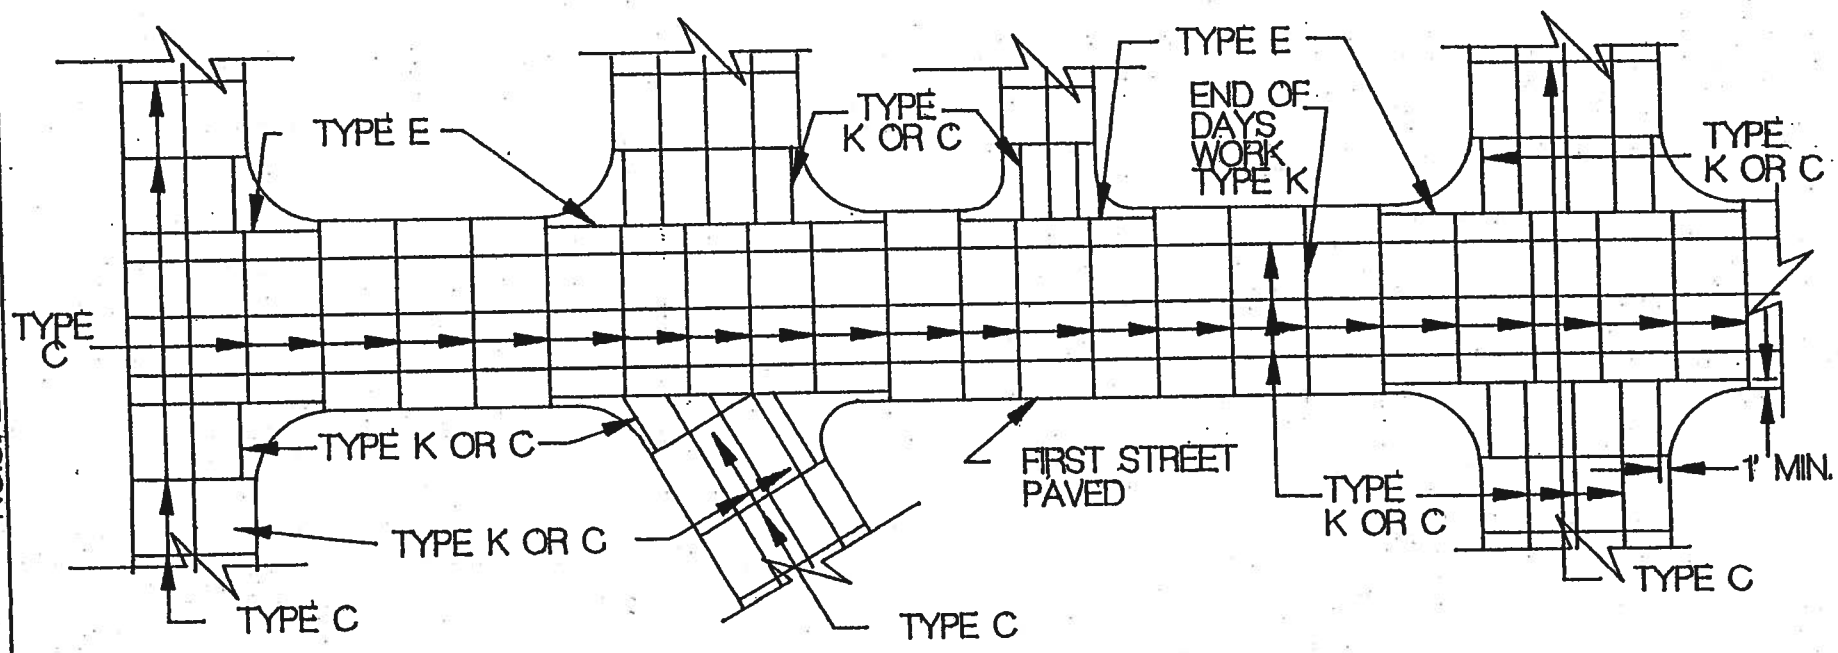 TYPE E
TYPE
K OR C
TYPE E
END OF
DAYS
WORK
TYPE K
TYPE
K OR C
TYPE E
TYPE
C
TYPE K OR C
FIRST STREET
PAVED
TYPE
K OR C
1' MIN.
TYPE K OR C
TYPE C
TYPE C
TYPE C